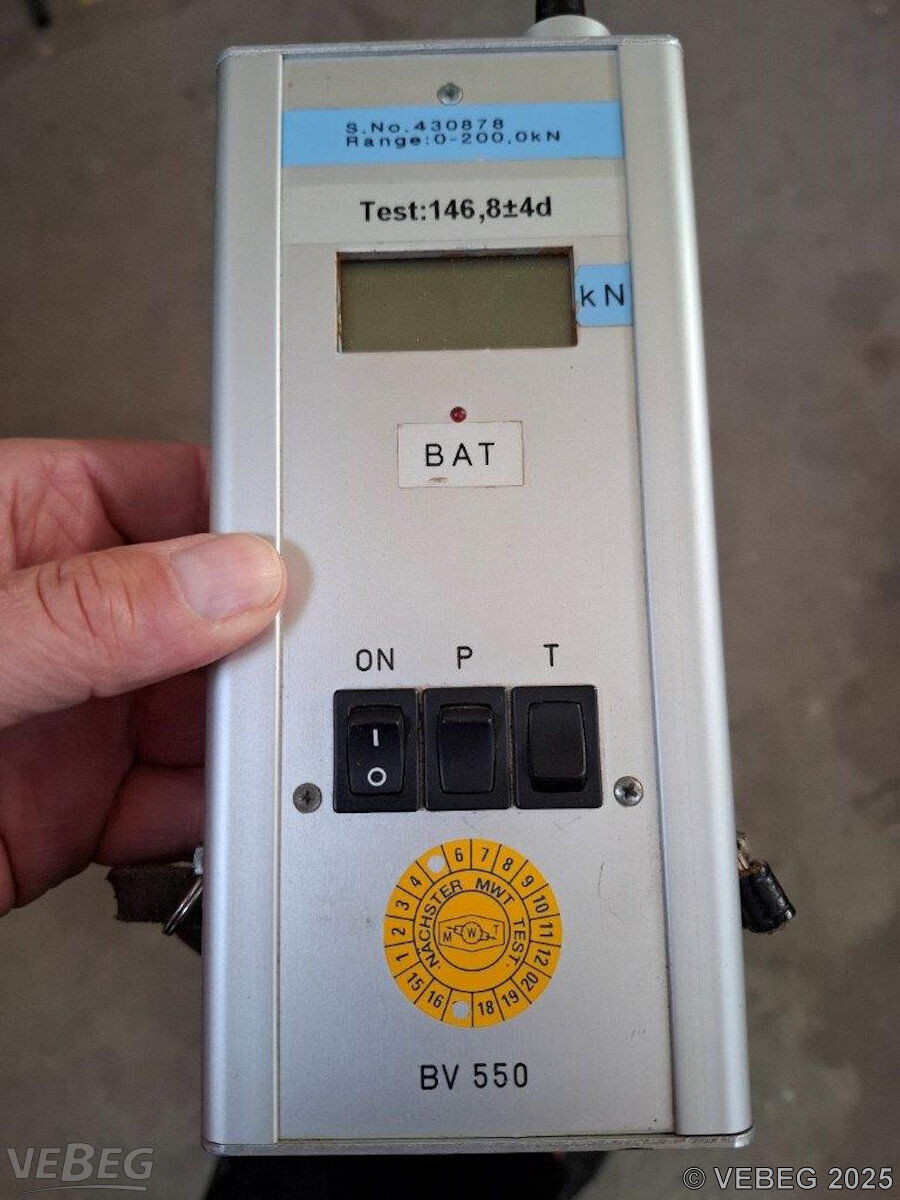 S.No.430878
Range:0-200,0kN
Test:146,8±4d
kN
BAT
ON P T
I
O
1 2 3 4 6 7 8 9 10 11 12
NÄCHSTER MWT TEST
MWT
15 16 18 19 20
BV 550
VEBEG
© VEBEG 2025